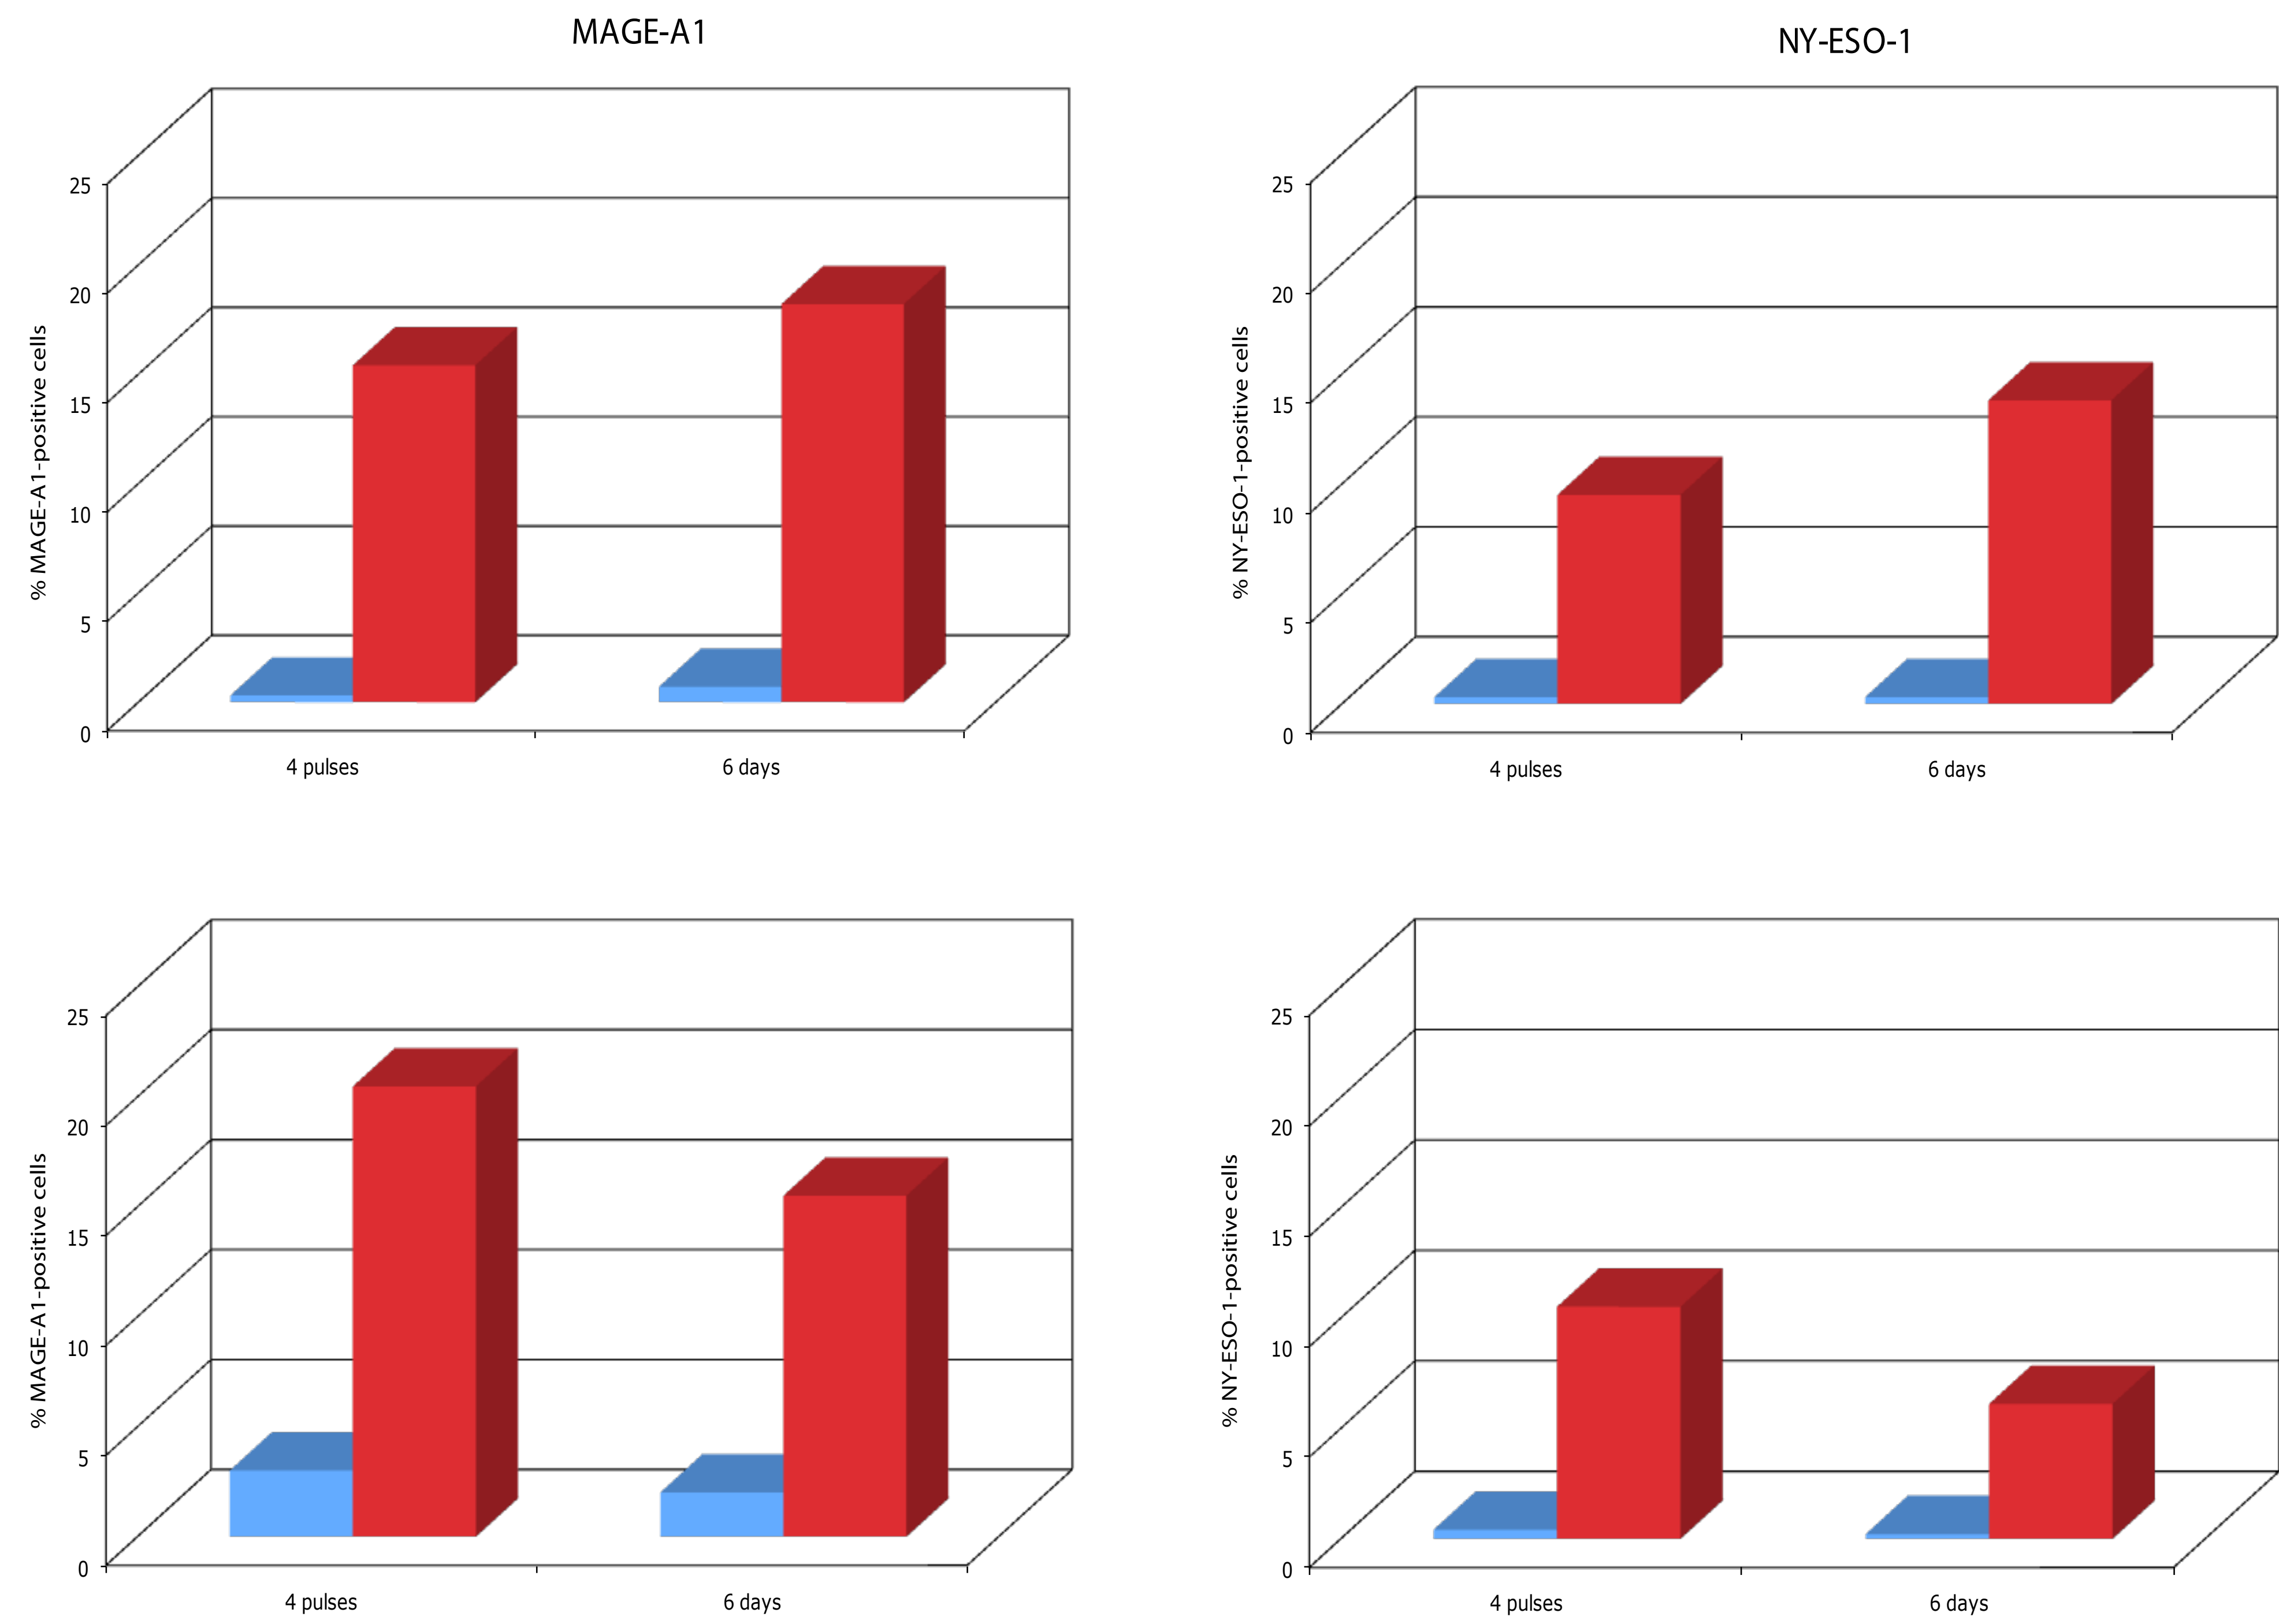 MAGE-A1
NY-ESO-1
% MAGE-A1-positive cells
25
20
15
10
5
0
4 pulses
6 days
% NY-ESO-1-positive cells
25
20
15
10
5
0
4 pulses
6 days
% MAGE-A1-positive cells
25
20
15
10
5
0
4 pulses
6 days
% NY-ESO-1-positive cells
25
20
15
10
5
0
4 pulses
6 days